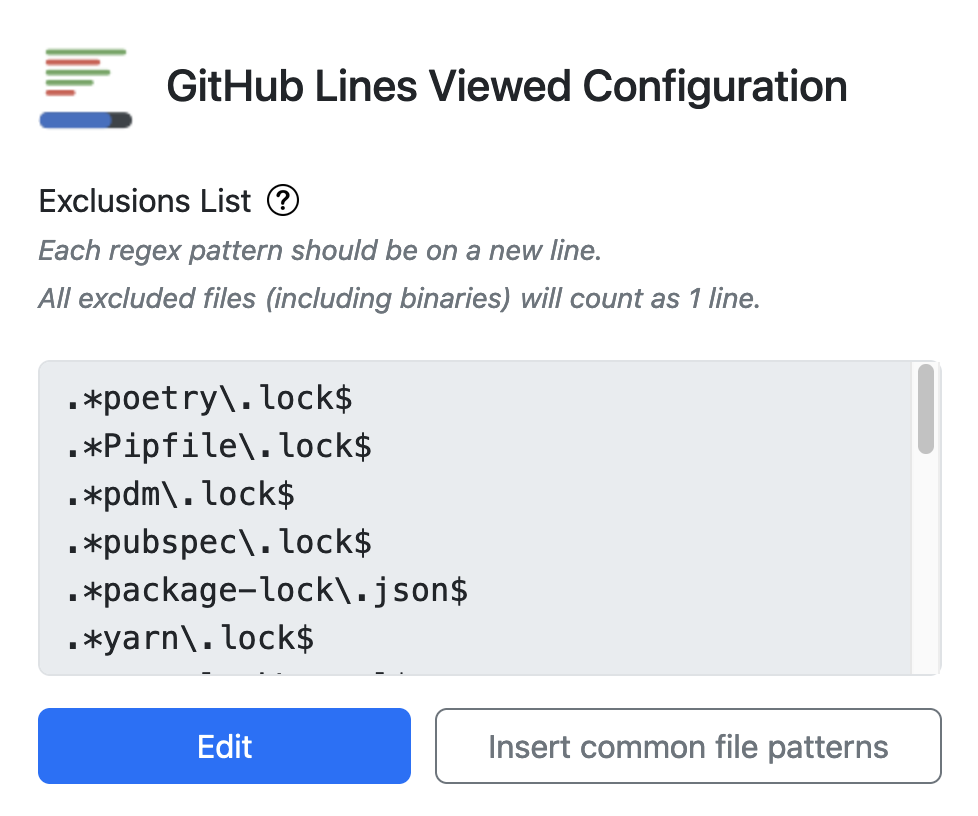 GitHub Lines Viewed Configuration
Exclusions List ?
Each regex pattern should be on a new line.
All excluded files (including binaries) will count as 1 line.
.*poetry\.lock$
.*Pipfile\.lock$
.*pdm\.lock$
.*pubspec\.lock$
.*package-lock\.json$
.*yarn\.lock$
Edit
Insert common file patterns